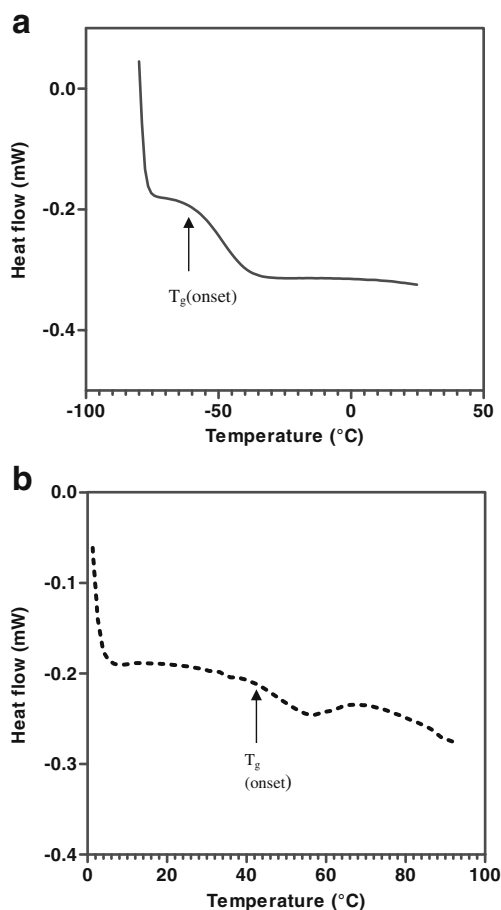 a
0.0
-0.2
-0.4
Heat flow (mW)
Tg(onset)
-100
-50
0
50
Temperature (°C)
b
0.0
-0.1
-0.2
-0.3
-0.4
Heat flow (mW)
Tg
(onset)
0
20
40
60
80
100
Temperature (°C)